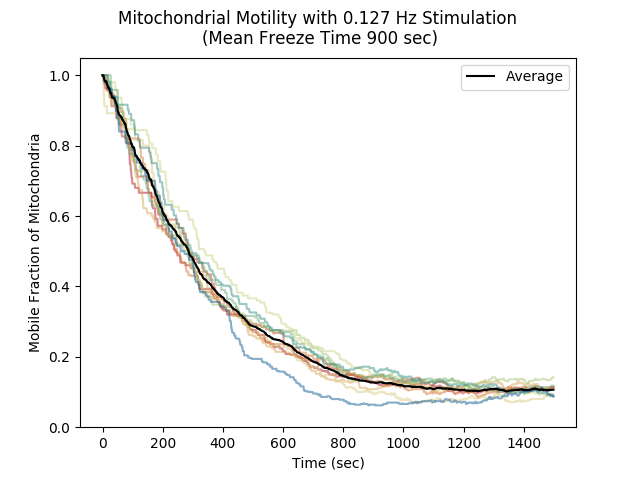 Mitochondrial Motility with 0.127 Hz Stimulation
(Mean Freeze Time 900 sec)
Average
Mobile Fraction of Mitochondria
1.0
0.8
0.6
0.4
0.2
0.0
0 200 400 600 800 1000 1200 1400
Time (sec)